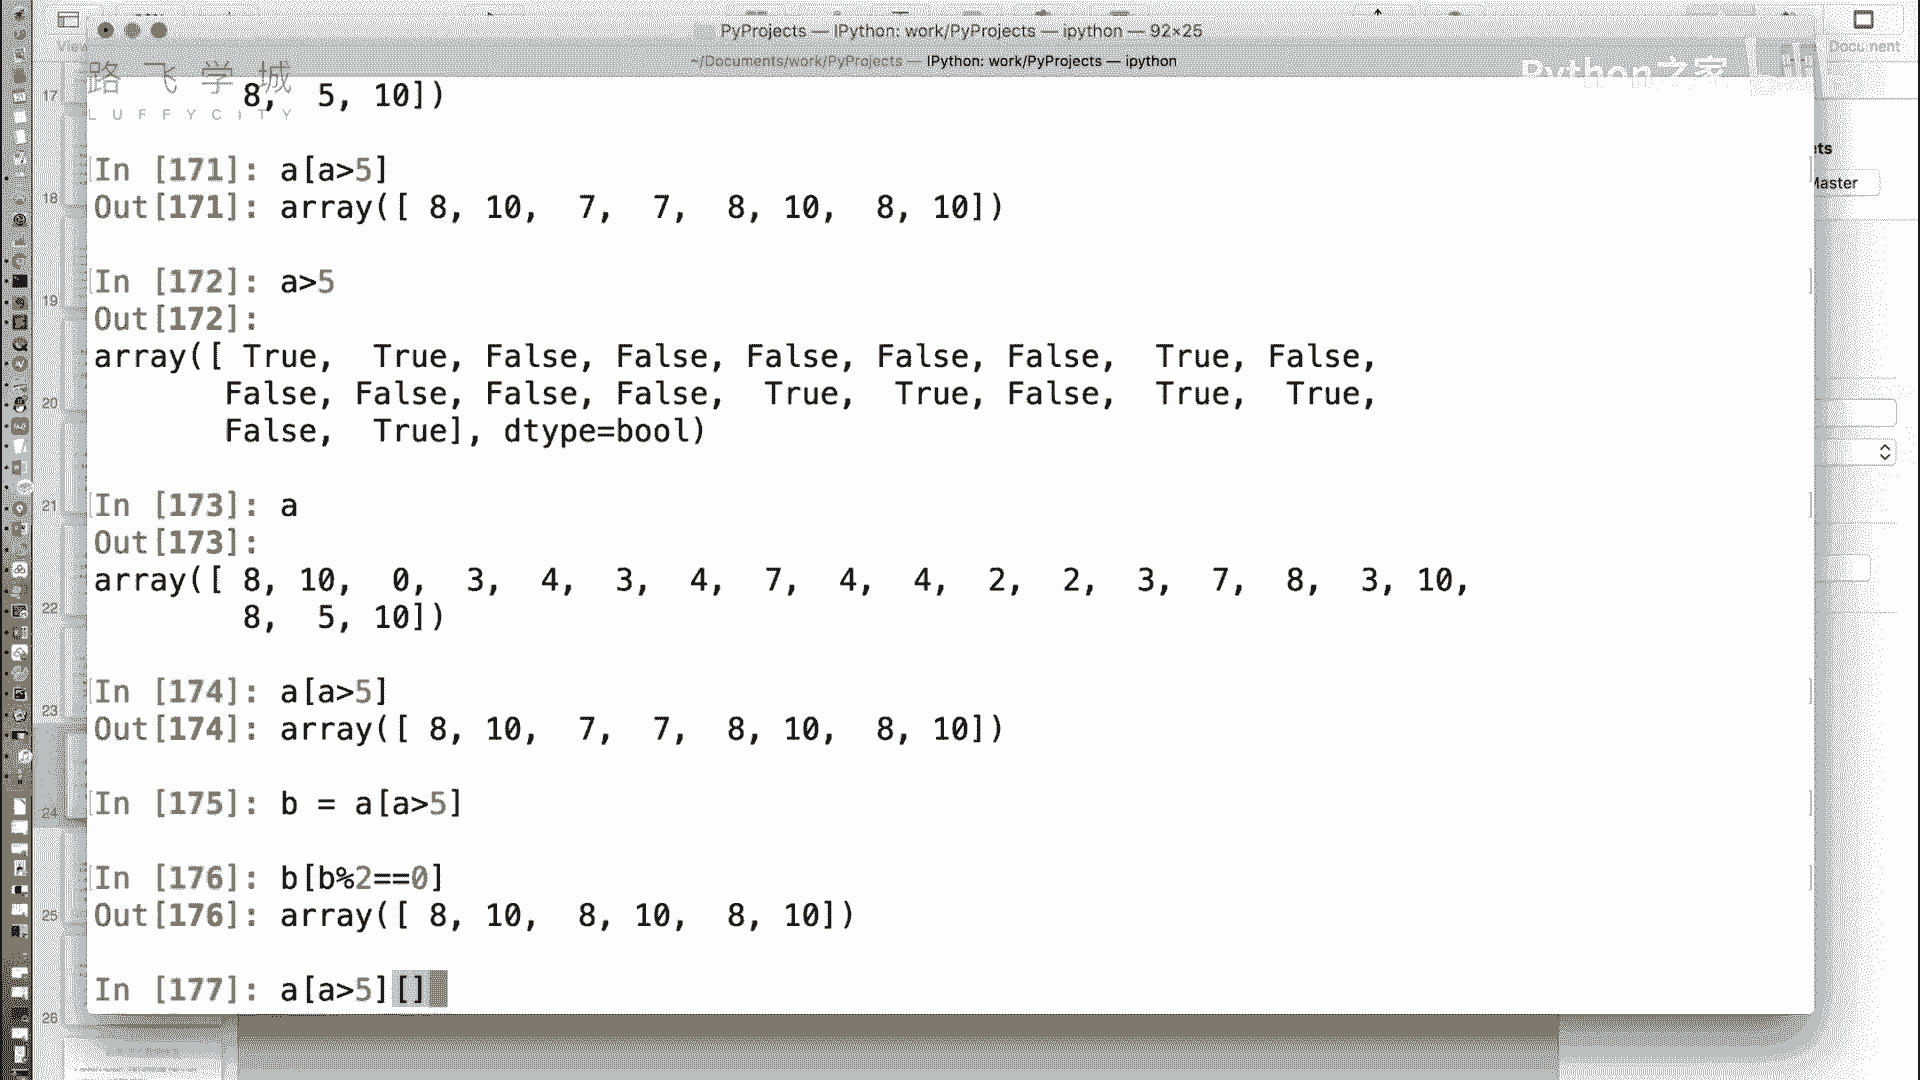 PyProjects — IPython: work/PyProjects — ipython — 92×25
~/Documents/work/PyProjects — IPython: work/PyProjects — ipython
View
Document
路飞学城
LUFFYCITY
Python之家
Master
17
18
19
20
21
22
23
24
25
26
8,  5, 10])
In [171]: a[a>5]
Out[171]: array([ 8, 10,  7,  7,  8, 10,  8, 10])
In [172]: a>5
Out[172]:
array([ True,  True, False, False, False, False, False,  True, False,
False, False, False, False,  True,  True, False,  True,  True,
False,  True], dtype=bool)
In [173]: a
Out[173]:
array([ 8, 10,  0,  3,  4,  3,  4,  7,  4,  4,  2,  2,  3,  7,  8,  3, 10,
8,  5, 10])
In [174]: a[a>5]
Out[174]: array([ 8, 10,  7,  7,  8, 10,  8, 10])
In [175]: b = a[a>5]
In [176]: b[b%2==0]
Out[176]: array([ 8, 10,  8, 10,  8, 10])
In [177]: a[a>5][]